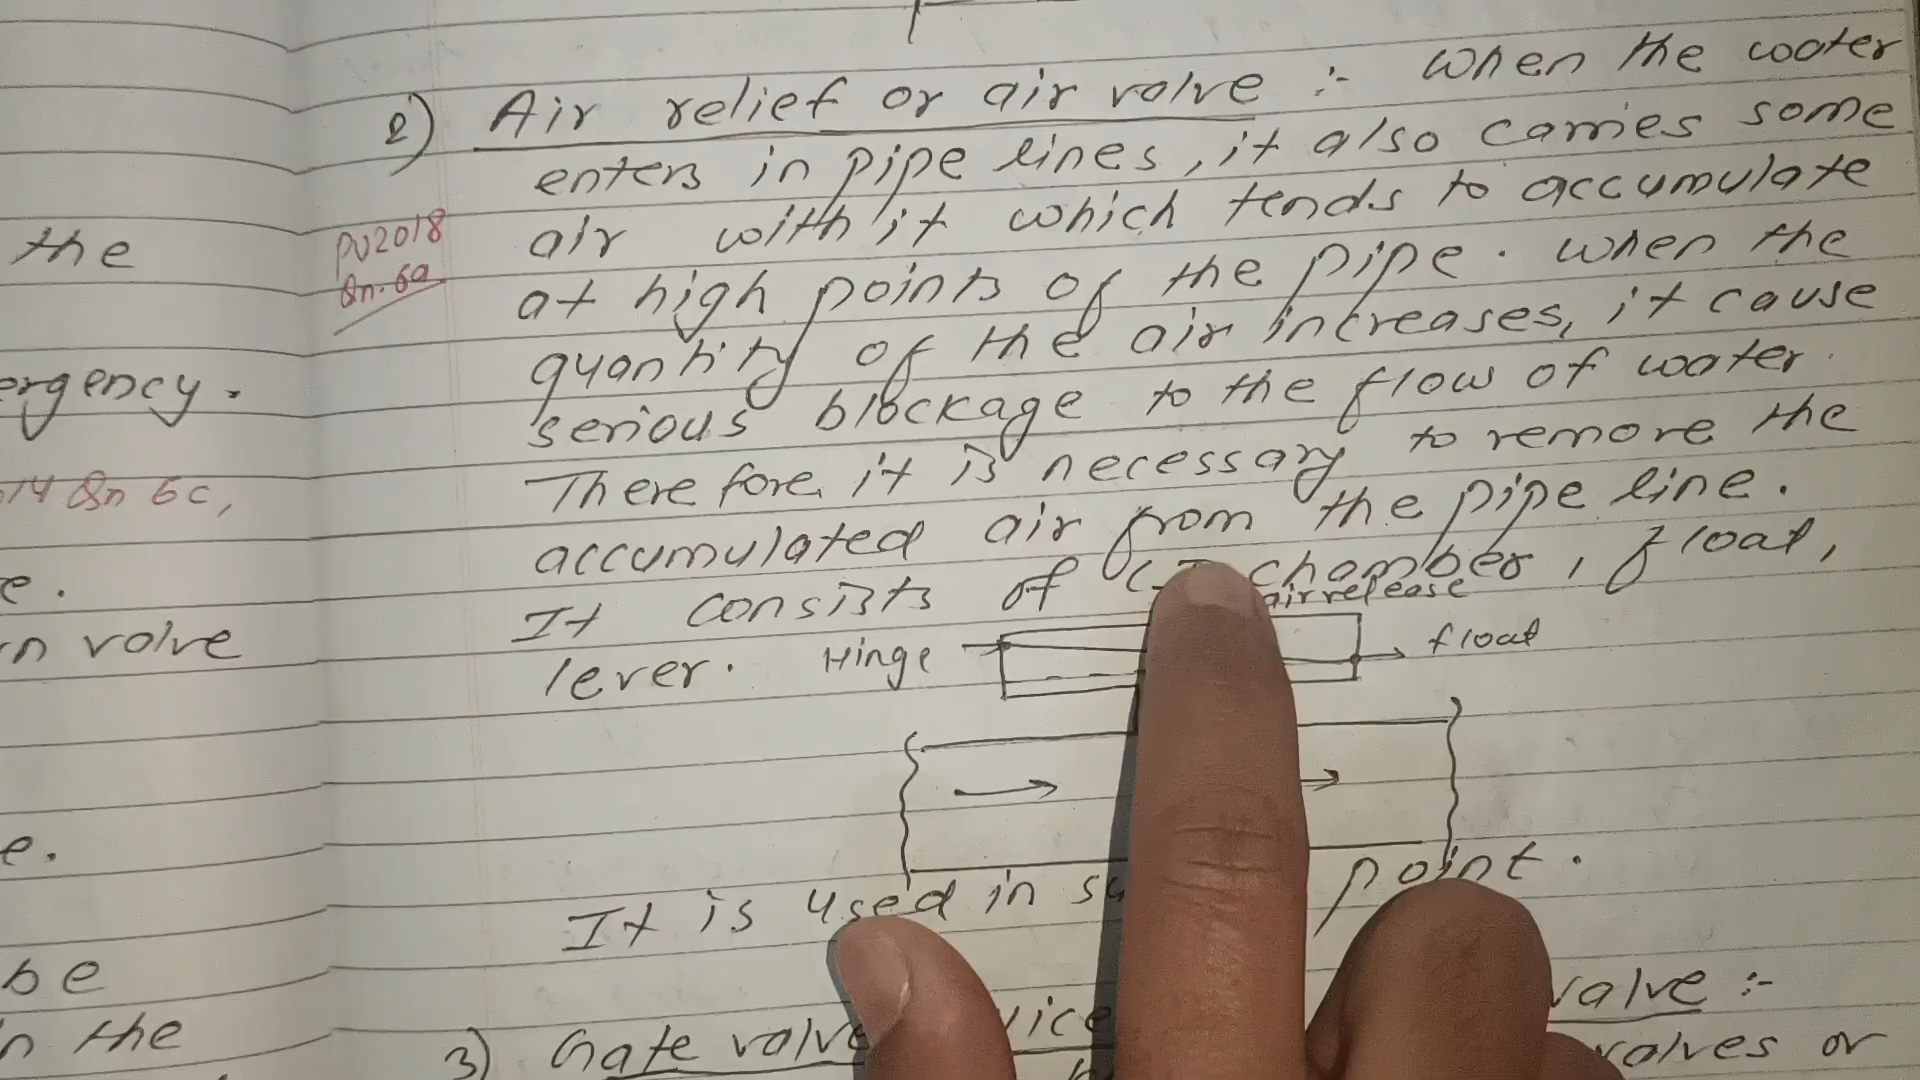 2) Air relief or air valve :- when the water
enters in pipe lines, it also carries some
air with it which tends to accumulate
at high points of the pipe. when the
quantity of the air increases, it cause
serious blockage to the flow of water.
Therefore it is necessary to remove the
accumulated air from the pipe line.
It consists of chamber, float,
lever.
PU2018
Qn.6a
air release
Hinge
float
It is used in point.
3) Gate valve valve :-
valves or
the
ergency.
14 Qn 6c,
e.
n valve
e.
be
n the